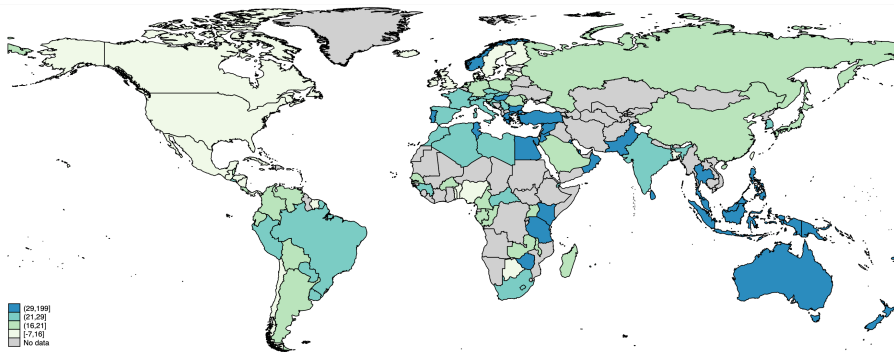 (29,199]
(21,29]
(16,21]
[-7,16]
No data